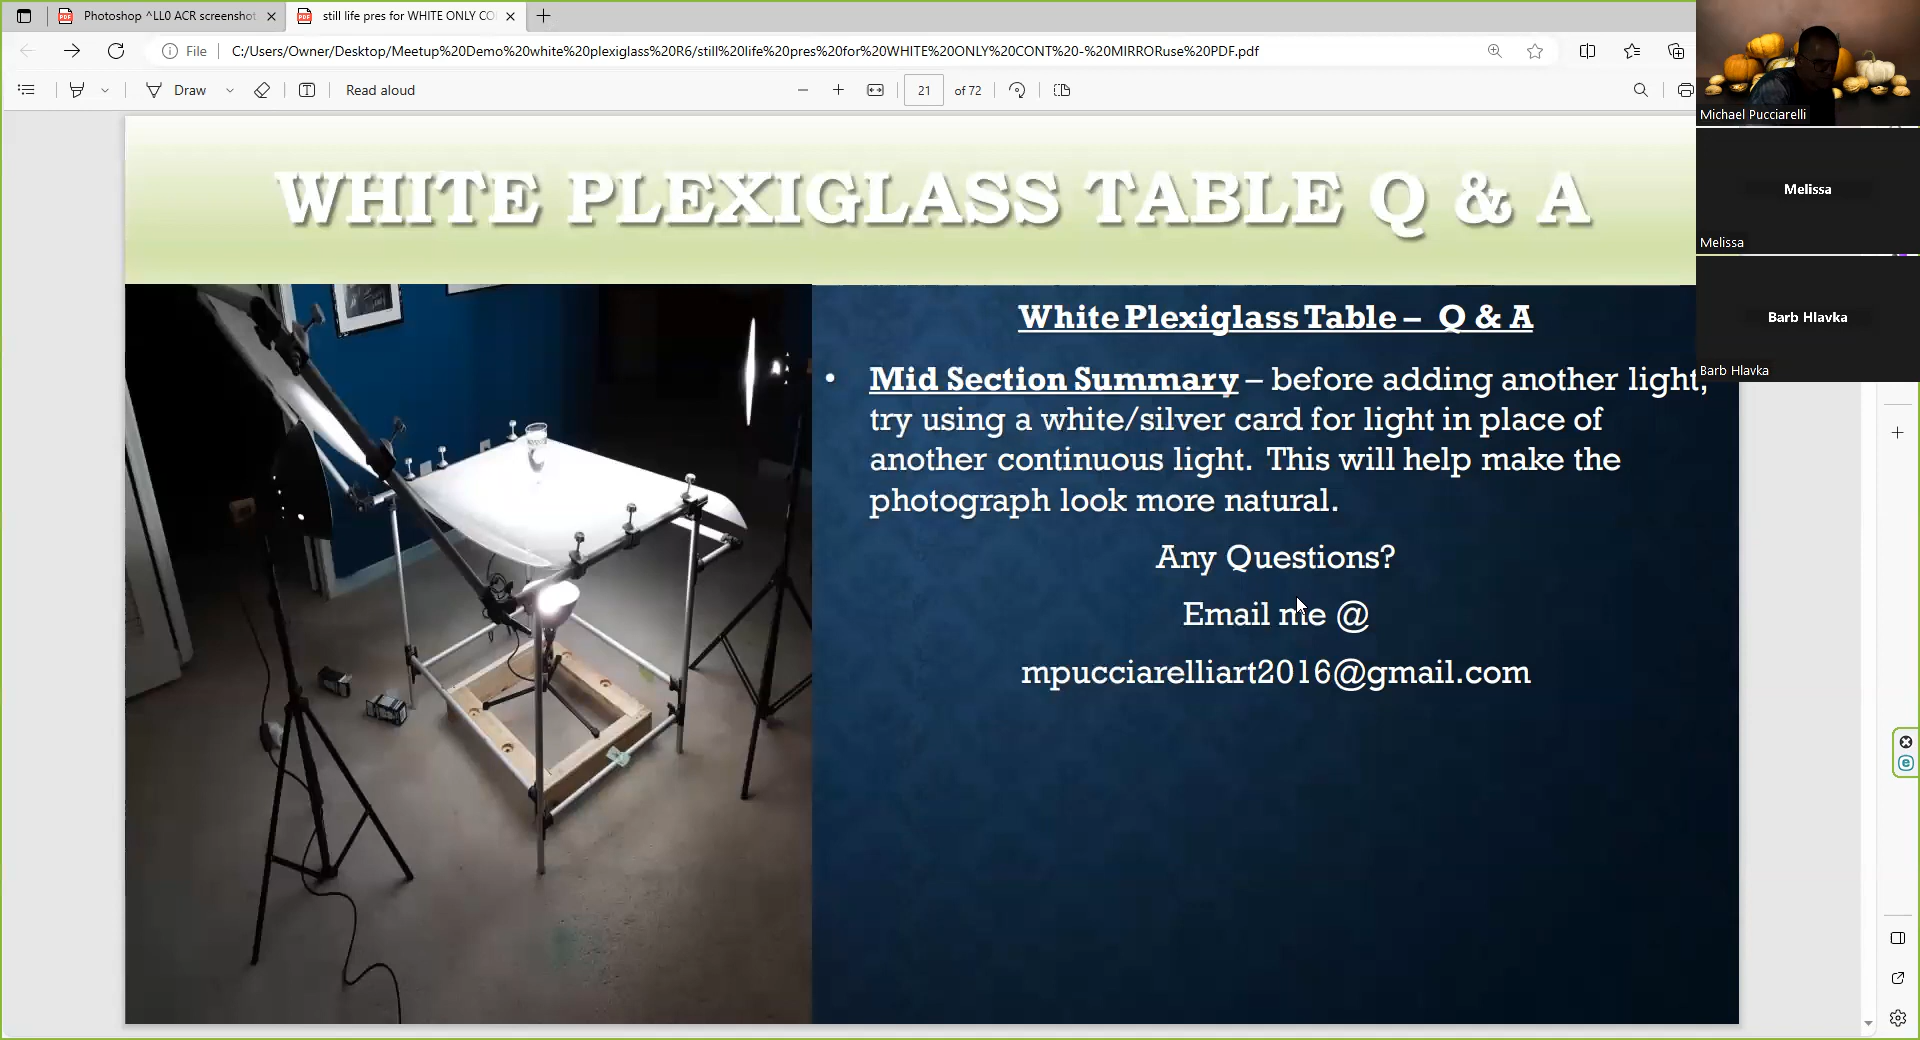 Photoshop ^LL0 ACR screenshot
still life pres for WHITE ONLY CO
File
C:/Users/Owner/Desktop/Meetup%20Demo%20white%20plexiglass%20R6/still%20life%20pres%20for%20WHITE%20ONLY%20CONT%20-%20MIRRORuse%20PDF.pdf
Draw
Read aloud
21
of 72
Michael Pucciarelli
Melissa
Melissa
Barb Hlavka
Barb Hlavka
WHITE PLEXIGLASS TABLE Q & A
White Plexiglass Table – Q & A
• Mid Section Summary – before adding another light,
try using a white/silver card for light in place of
another continuous light. This will help make the
photograph look more natural.
Any Questions?
Email me @
mpucciarelliart2016@gmail.com